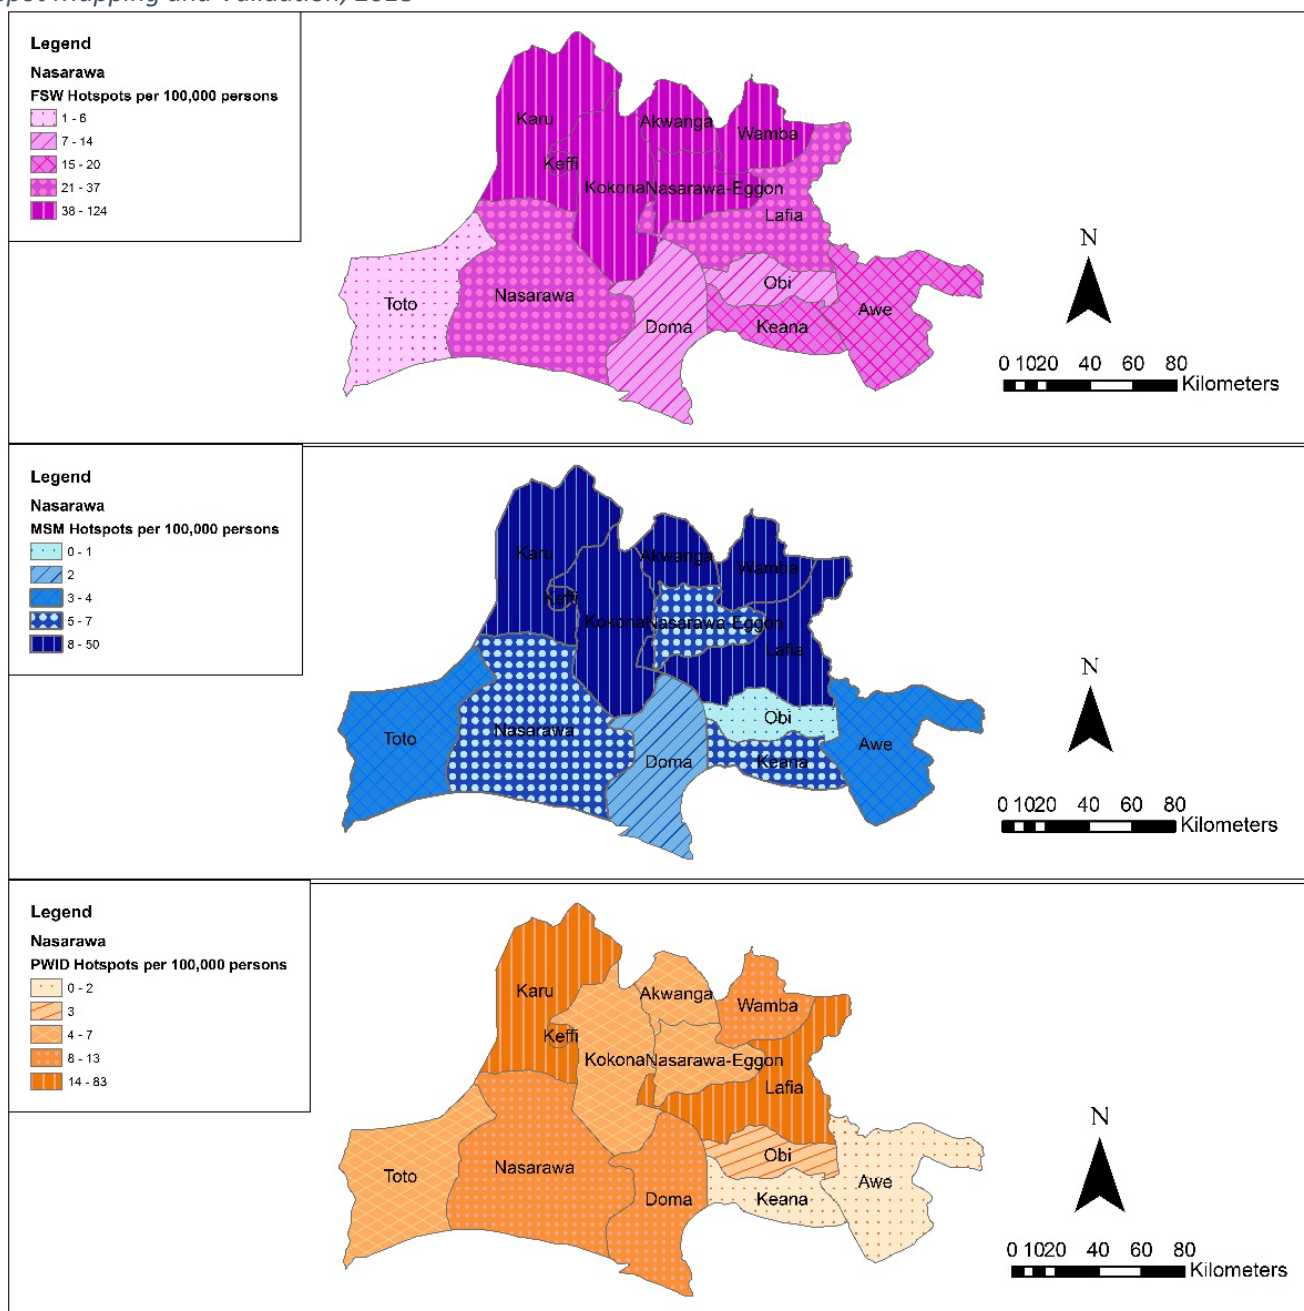 Mapping and Validation, 2018
Legend
Nasarawa
FSW Hotspots per 100,000 persons
1 - 6
7 - 14
15 - 20
21 - 37
38 - 124
Karu
Akwanga
Wamba
Keffi
Kokona
Nasarawa-Eggon
Lafia
Toto
Nasarawa
Obi
Doma
Keana
Awe
N
0 10 20 40 60 80
Kilometers
Legend
Nasarawa
MSM Hotspots per 100,000 persons
0 - 1
2
3 - 4
5 - 7
8 - 50
Karu
Akwanga
Wamba
Keffi
Kokona
Nasarawa-Eggon
Lafia
Toto
Nasarawa
Obi
Doma
Keana
Awe
N
0 10 20 40 60 80
Kilometers
Legend
Nasarawa
PWID Hotspots per 100,000 persons
0 - 2
3
4 - 7
8 - 13
14 - 83
Karu
Akwanga
Wamba
Keffi
Kokona
Nasarawa-Eggon
Lafia
Toto
Nasarawa
Obi
Doma
Keana
Awe
N
0 10 20 40 60 80
Kilometers